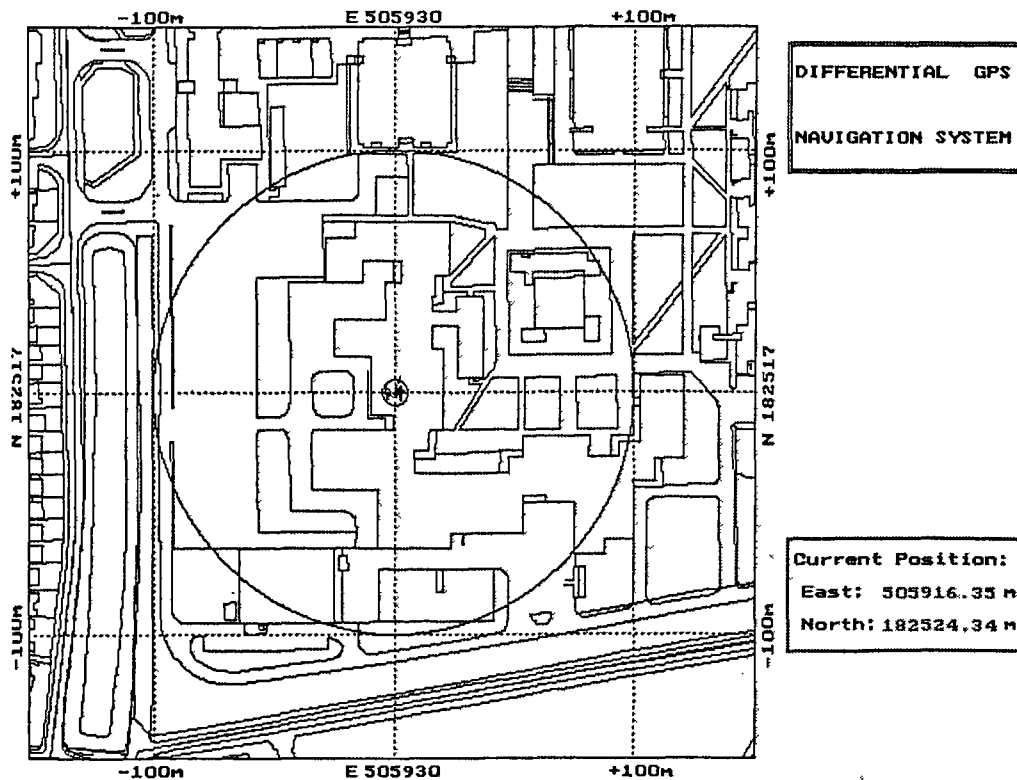 -100m E 505930 +100m
DIFFERENTIAL GPS
NAVIGATION SYSTEM
+100m
+100m
N 182517
N 182517
Current Position:
East: 505916.35 m
North: 182524.34 m
-100m
-100m
-100m E 505930 +100m